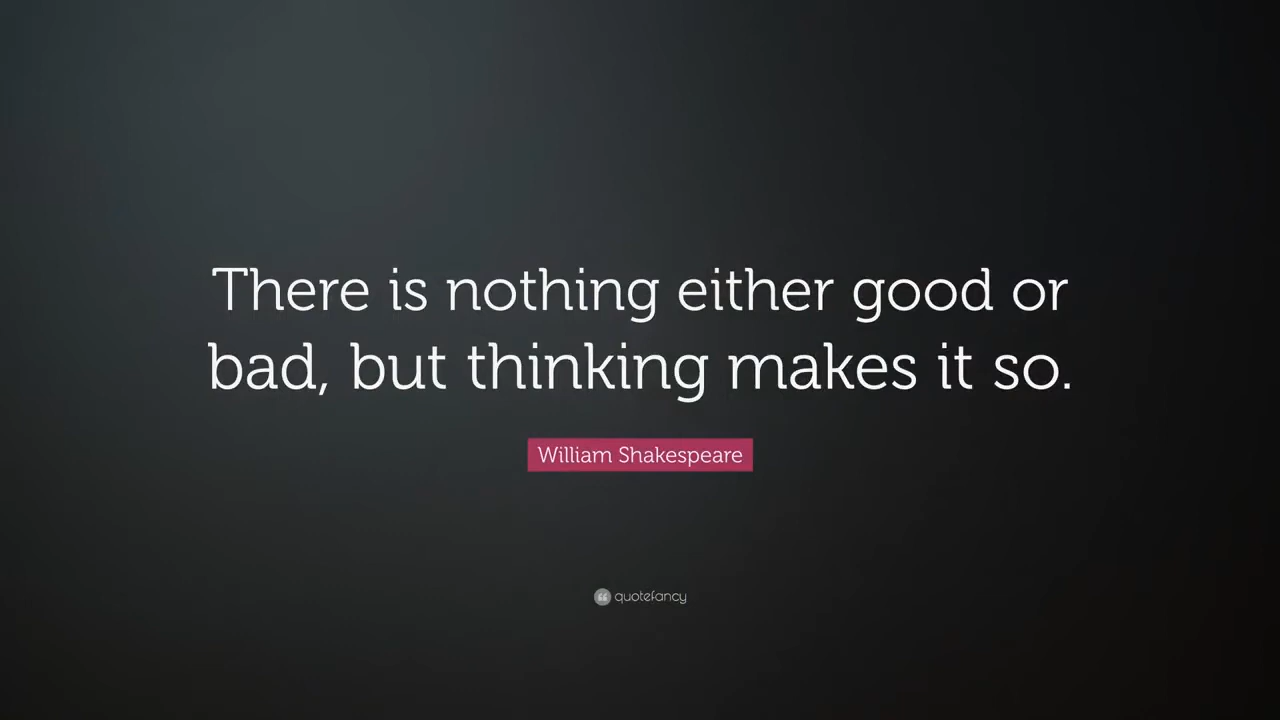 There is nothing either good or
bad, but thinking makes it so.
William Shakespeare
quotefancy